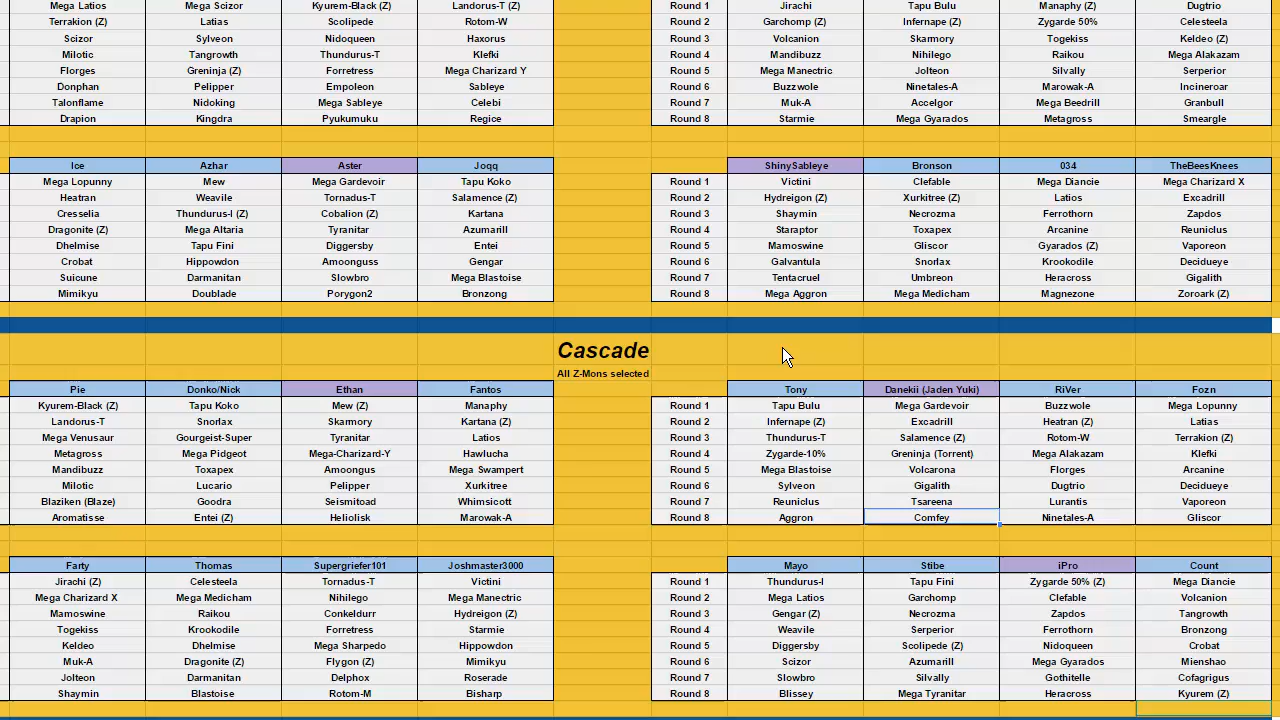 Mega Latios Mega Scizor Kyurem-Black (Z) Landorus-T (Z) Round 1 Jirachi Tapu Bulu Manaphy (Z) Dugtrio
Terrakion (Z) Latias Scolipede Rotom-W Round 2 Garchomp (Z) Infernape (Z) Zygarde 50% Celesteela
Scizor Sylveon Nidoqueen Haxorus Round 3 Volcanion Skarmory Togekiss Keldeo (Z)
Milotic Tangrowth Thundurus-T Klefki Round 4 Mandibuzz Nihilego Raikou Mega Alakazam
Florges Greninja (Z) Forretress Mega Charizard Y Round 5 Mega Manectric Jolteon Silvally Serperior
Donphan Pelipper Empoleon Sableye Round 6 Buzzwole Ninetales-A Marowak-A Incineroar
Talonflame Nidoking Mega Sableye Celebi Round 7 Muk-A Accelgor Mega Beedrill Granbull
Drapion Kingdra Pyukumuku Regice Round 8 Starmie Mega Gyarados Metagross Smeargle
Ice Azhar Aster Joqq ShinySableye Bronson 034 TheBeesKnees
Mega Lopunny Mew Mega Gardevoir Tapu Koko Round 1 Victini Clefable Mega Diancie Mega Charizard X
Heatran Weavile Tornadus-T Salamence (Z) Round 2 Hydreigon (Z) Xurkitree (Z) Latios Excadrill
Cresselia Thundurus-I (Z) Cobalion (Z) Kartana Round 3 Shaymin Necrozma Ferrothorn Zapdos
Dragonite (Z) Mega Altaria Tyranitar Azumarill Round 4 Staraptor Toxapex Arcanine Reuniclus
Dhelmise Tapu Fini Diggersby Entei Round 5 Mamoswine Gliscor Gyarados (Z) Vaporeon
Crobat Hippowdon Amoonguss Gengar Round 6 Galvantula Snorlax Krookodile Decidueye
Suicune Darmanitan Slowbro Mega Blastoise Round 7 Tentacruel Umbreon Heracross Gigalith
Mimikyu Doublade Porygon2 Bronzong Round 8 Mega Aggron Mega Medicham Magnezone Zoroark (Z)
Cascade
All Z-Mons selected
Pie Donko/Nick Ethan Fantos Tony Danekii (Jaden Yuki) RiVer Fozn
Kyurem-Black (Z) Tapu Koko Mew (Z) Manaphy Round 1 Tapu Bulu Mega Gardevoir Buzzwole Mega Lopunny
Landorus-T Snorlax Skarmory Kartana (Z) Round 2 Infernape (Z) Excadrill Heatran (Z) Latias
Mega Venusaur Gourgeist-Super Tyranitar Latios Round 3 Thundurus-T Salamence (Z) Rotom-W Terrakion (Z)
Metagross Mega Pidgeot Mega-Charizard-Y Hawlucha Round 4 Zygarde-10% Greninja (Torrent) Mega Alakazam Klefki
Mandibuzz Toxapex Amoongus Mega Swampert Round 5 Mega Blastoise Volcarona Florges Arcanine
Milotic Lucario Pelipper Xurkitree Round 6 Sylveon Gigalith Dugtrio Decidueye
Blaziken (Blaze) Goodra Seismitoad Whimsicott Round 7 Reuniclus Tsareena Lurantis Vaporeon
Aromatisse Entei (Z) Heliolisk Marowak-A Round 8 Aggron Comfey Ninetales-A Gliscor
Farty Thomas Supergriefer101 Joshmaster3000 Mayo Stibe iPro Count
Jirachi (Z) Celesteela Tornadus-T Victini Round 1 Thundurus-I Tapu Fini Zygarde 50% (Z) Mega Diancie
Mega Charizard X Mega Medicham Nihilego Mega Manectric Round 2 Mega Latios Garchomp Clefable Volcanion
Mamoswine Raikou Conkeldurr Hydreigon (Z) Round 3 Gengar (Z) Necrozma Zapdos Tangrowth
Togekiss Krookodile Forretress Starmie Round 4 Weavile Serperior Ferrothorn Bronzong
Keldeo Dhelmise Mega Sharpedo Hippowdon Round 5 Diggersby Scolipede (Z) Nidoqueen Crobat
Muk-A Dragonite (Z) Flygon (Z) Mimikyu Round 6 Scizor Azumarill Mega Gyarados Mienshao
Jolteon Darmanitan Delphox Roserade Round 7 Slowbro Silvally Gothitelle Cofagrigus
Shaymin Blastoise Rotom-M Bisharp Round 8 Blissey Mega Tyranitar Heracross Kyurem (Z)